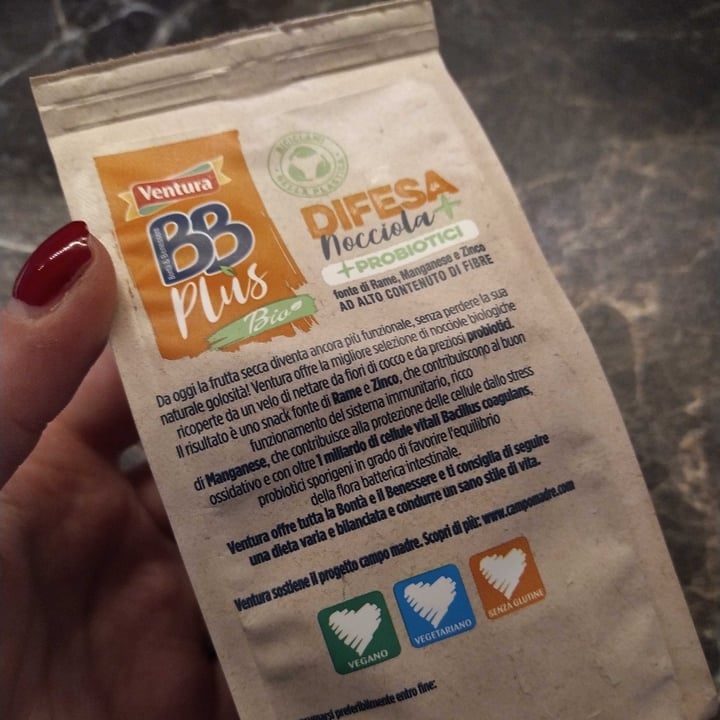 Ventura
BB
Bontà & Benessere
Plus
Bio
RICICLAMI
NELLA PLASTICA
DIFESA
Nocciola+
+PROBIOTICI
fonte di Rame, Manganese e Zinco
AD ALTO CONTENUTO DI FIBRE
Da oggi la frutta secca diventa ancora più funzionale, senza perdere la sua
naturale golosità! Ventura offre la migliore selezione di nocciole biologiche
ricoperte da un velo di nettare da fiori di cocco e da preziosi probiotici.
Il risultato è uno snack fonte di Rame e Zinco, che contribuiscono al buon
funzionamento del sistema immunitario, ricco
di Manganese, che contribuisce alla protezione delle cellule dallo stress
ossidativo e con oltre 1 miliardo di cellule vitali Bacillus coagulans,
probiotici sporigeni in grado di favorire l'equilibrio
della flora batterica intestinale.
Ventura offre tutta la Bontà e il Benessere e ti consiglia di seguire
una dieta varia e bilanciata e condurre un sano stile di vita.
Ventura sostiene il progetto campo madre. Scopri di più: www.campomadre.com
VEGANO
VEGETARIANO
SENZA GLUTINE
preferibilmente entro fine: